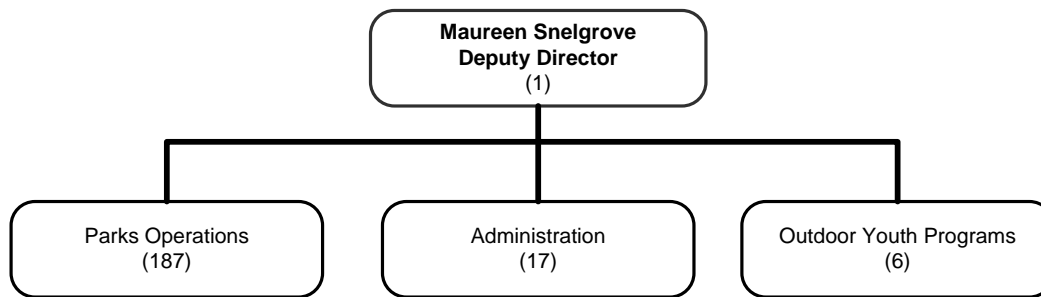 Maureen Snelgrove
Deputy Director
(1)
Parks Operations
(187)
Administration
(17)
Outdoor Youth Programs
(6)